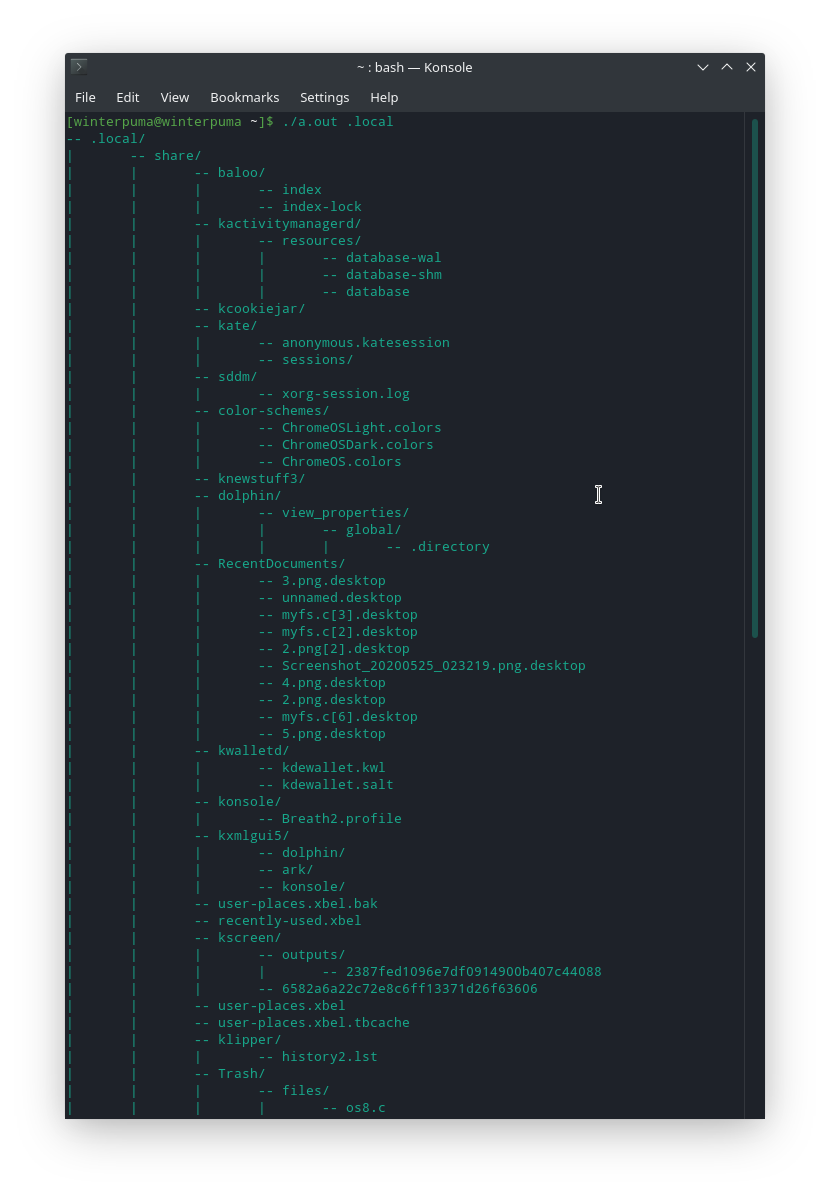 ~ : bash — Konsole
File Edit View Bookmarks Settings Help
[winterpuma@winterpuma ~]$ ./a.out .local
-- .local/
|       -- share/
|       |       -- baloo/
|       |       |       -- index
|       |       |       -- index-lock
|       |       -- kactivitymanagerd/
|       |       |       -- resources/
|       |       |       |       -- database-wal
|       |       |       |       -- database-shm
|       |       |       |       -- database
|       |       -- kcookiejar/
|       |       -- kate/
|       |       |       -- anonymous.katesession
|       |       |       -- sessions/
|       |       -- sddm/
|       |       |       -- xorg-session.log
|       |       -- color-schemes/
|       |       |       -- ChromeOSLight.colors
|       |       |       -- ChromeOSDark.colors
|       |       |       -- ChromeOS.colors
|       |       -- knewstuff3/
|       |       -- dolphin/
|       |       |       -- view_properties/
|       |       |       |       -- global/
|       |       |       |       |       -- .directory
|       |       -- RecentDocuments/
|       |       |       -- 3.png.desktop
|       |       |       -- unnamed.desktop
|       |       |       -- myfs.c[3].desktop
|       |       |       -- myfs.c[2].desktop
|       |       |       -- 2.png[2].desktop
|       |       |       -- Screenshot_20200525_023219.png.desktop
|       |       |       -- 4.png.desktop
|       |       |       -- 2.png.desktop
|       |       |       -- myfs.c[6].desktop
|       |       |       -- 5.png.desktop
|       |       -- kwalletd/
|       |       |       -- kdewallet.kwl
|       |       |       -- kdewallet.salt
|       |       -- konsole/
|       |       |       -- Breath2.profile
|       |       -- kxmlgui5/
|       |       |       -- dolphin/
|       |       |       -- ark/
|       |       |       -- konsole/
|       |       -- user-places.xbel.bak
|       |       -- recently-used.xbel
|       |       -- kscreen/
|       |       |       -- outputs/
|       |       |       |       -- 2387fed1096e7df0914900b407c44088
|       |       |       -- 6582a6a22c72e8c6ff13371d26f63606
|       |       -- user-places.xbel
|       |       -- user-places.xbel.tbcache
|       |       -- klipper/
|       |       |       -- history2.lst
|       |       -- Trash/
|       |       |       -- files/
|       |       |       |       -- os8.c